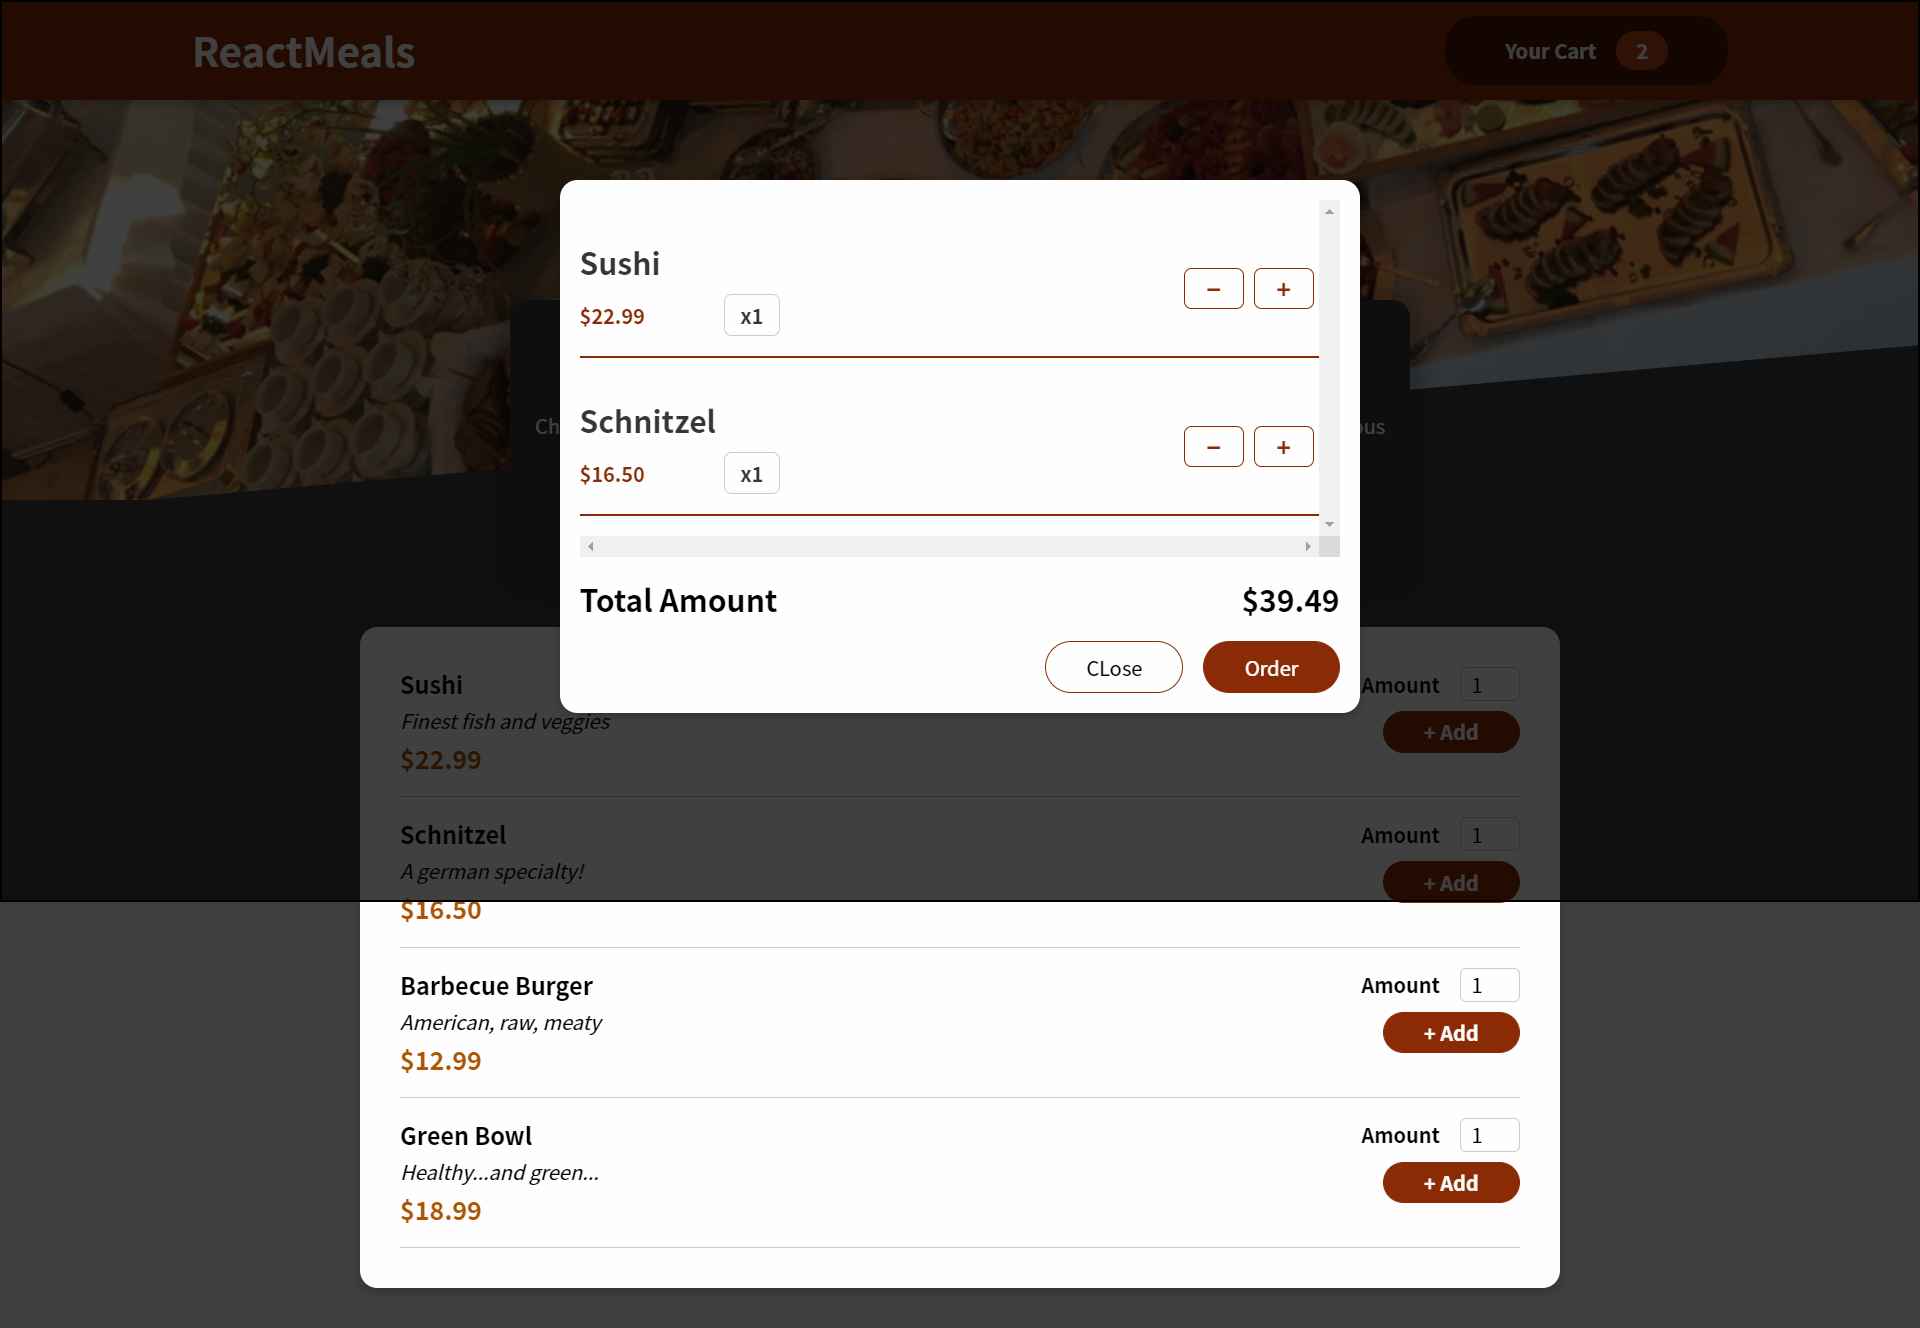 ReactMeals
Your Cart 2
Sushi
$22.99 x1
− +
Schnitzel
$16.50 x1
− +
Total Amount $39.49
CLose Order
Sushi
Finest fish and veggies
$22.99
Amount 1
+ Add
Schnitzel
A german specialty!
$16.50
Amount 1
+ Add
Barbecue Burger
American, raw, meaty
$12.99
Amount 1
+ Add
Green Bowl
Healthy...and green...
$18.99
Amount 1
+ Add